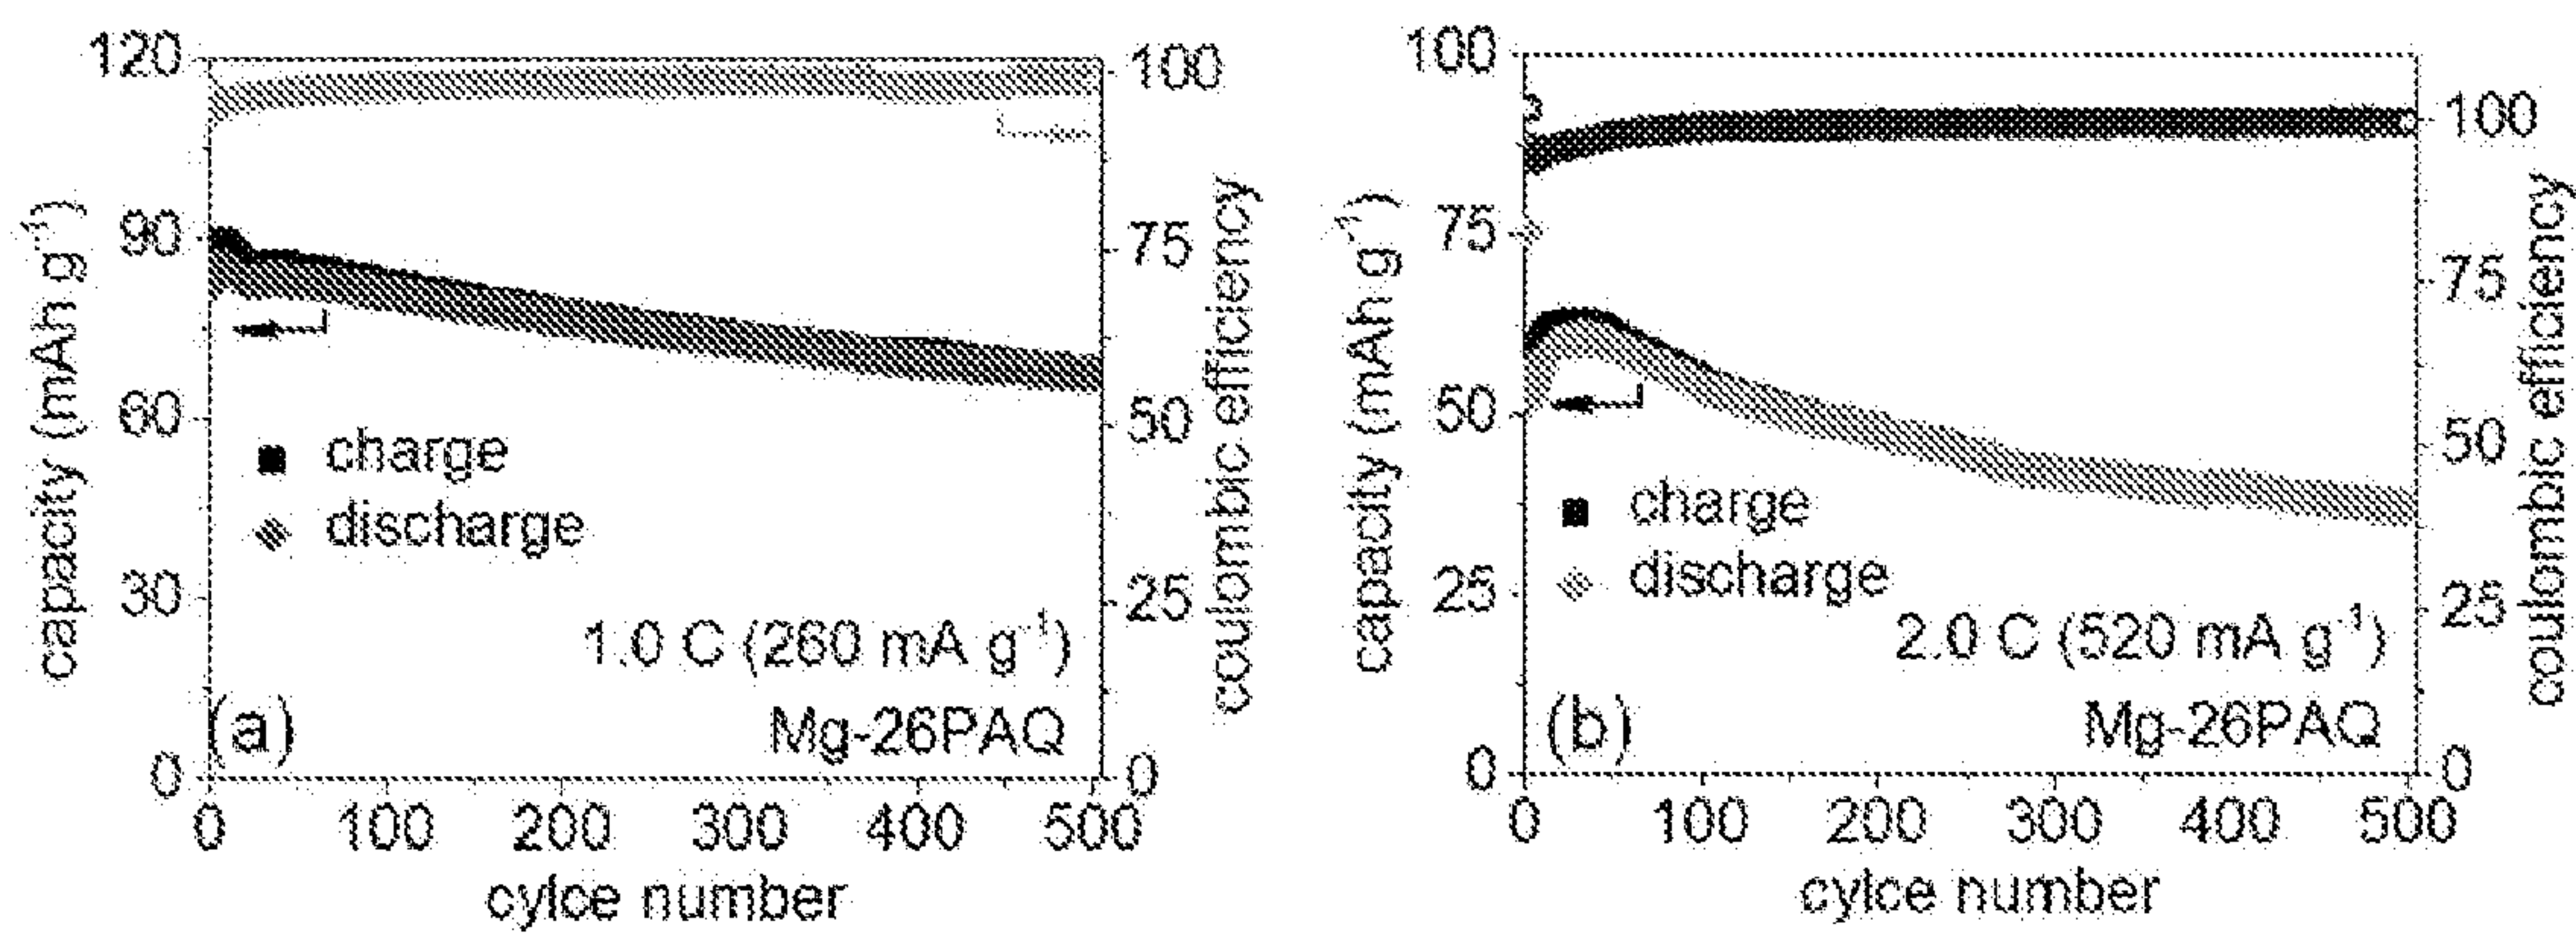 120
90
60
30
0
capacity (mAh g⁻¹)
100
75
50
25
0
coulombic efficiency
charge
discharge
1.0 C (260 mA g⁻¹)
(a)
Mg-26PAQ
0 100 200 300 400 500
cylce number
100
75
50
25
0
capacity (mAh g⁻¹)
100
75
50
25
0
coulombic efficiency
charge
discharge
2.0 C (520 mA g⁻¹)
(b)
Mg-26PAQ
0 100 200 300 400 500
cylce number